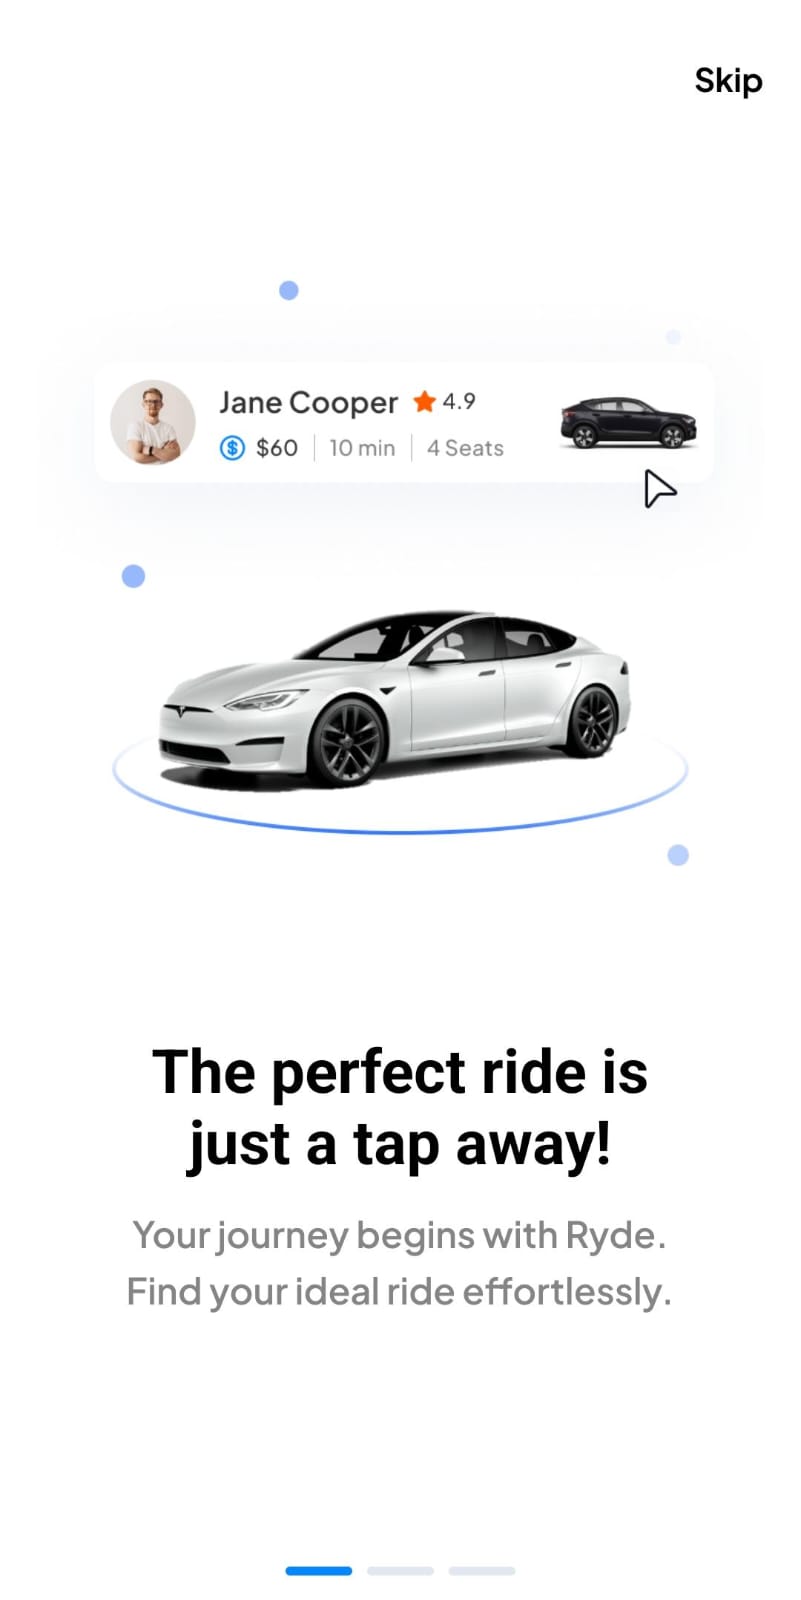 Skip
Jane Cooper 4.9
$60 10 min 4 Seats
The perfect ride is
just a tap away!
Your journey begins with Ryde.
Find your ideal ride effortlessly.